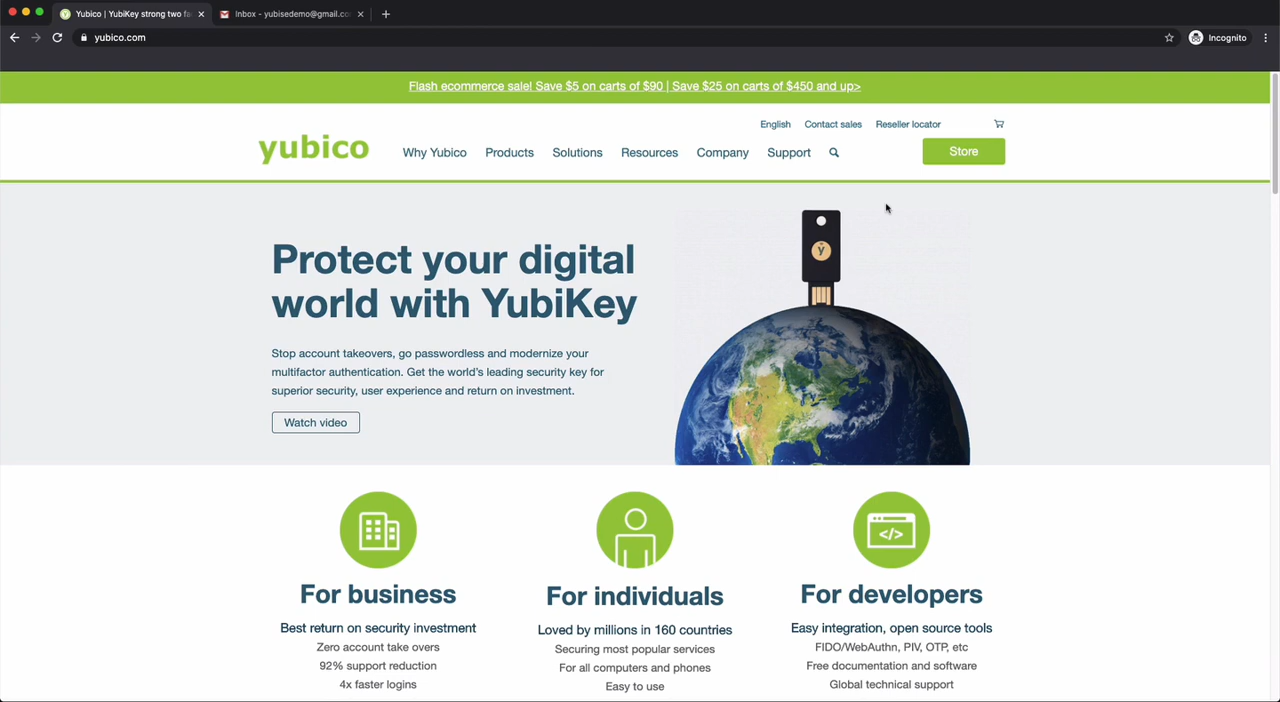 Yubico | YubiKey strong two fa
Inbox - yubisedemo@gmail.co
yubico.com
Incognito
Flash ecommerce sale! Save $5 on carts of $90 | Save $25 on carts of $450 and up>
English Contact sales Reseller locator
yubico
Why Yubico Products Solutions Resources Company Support
Store
Protect your digital
world with YubiKey
Stop account takeovers, go passwordless and modernize your
multifactor authentication. Get the world's leading security key for
superior security, user experience and return on investment.
Watch video
y
For business
Best return on security investment
Zero account take overs
92% support reduction
4x faster logins
For individuals
Loved by millions in 160 countries
Securing most popular services
For all computers and phones
Easy to use
</>
For developers
Easy integration, open source tools
FIDO/WebAuthn, PIV, OTP, etc
Free documentation and software
Global technical support